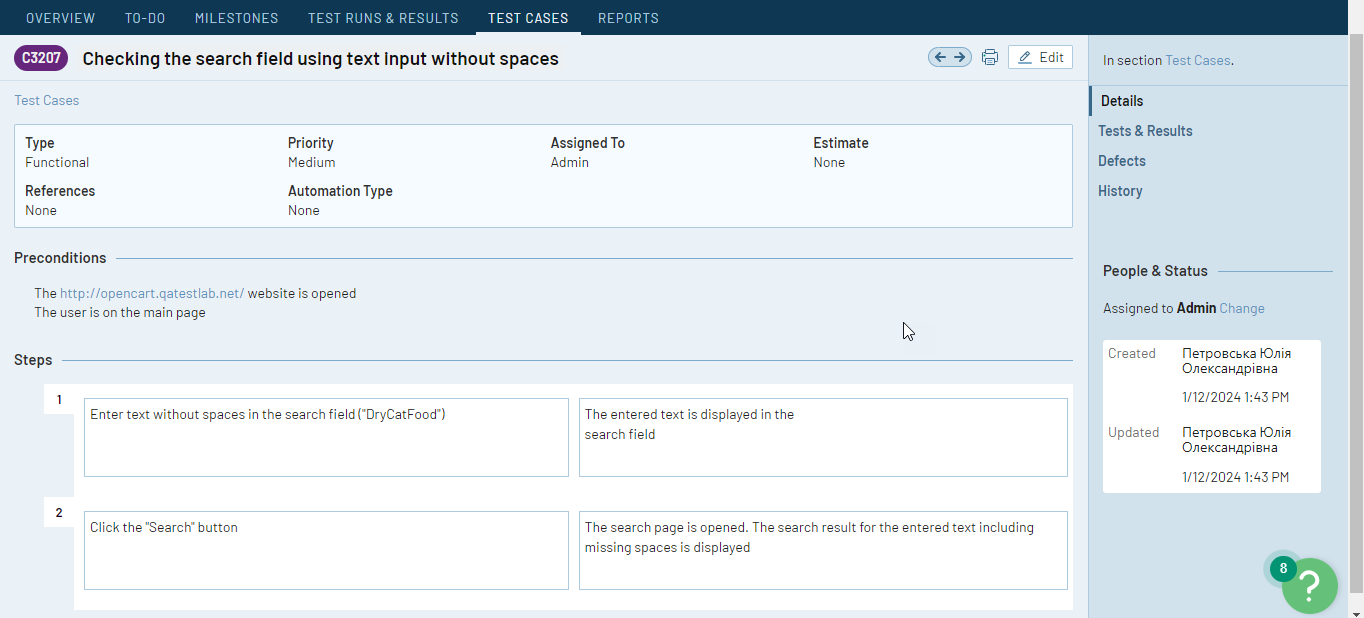 OVERVIEW TO-DO MILESTONES TEST RUNS & RESULTS TEST CASES REPORTS
C3207 Checking the search field using text input without spaces
Edit
Test Cases
Type Priority Assigned To Estimate
Functional Medium Admin None
References Automation Type
None None
Preconditions
The http://opencart.qatestlab.net/ website is opened
The user is on the main page
Steps
1
Enter text without spaces in the search field ("DryCatFood")
The entered text is displayed in the
search field
2
Click the "Search" button
The search page is opened. The search result for the entered text including
missing spaces is displayed
In section Test Cases.
Details
Tests & Results
Defects
History
People & Status
Assigned to Admin Change
Created Петровська Юлія
Олександрівна
1/12/2024 1:43 PM
Updated Петровська Юлія
Олександрівна
1/12/2024 1:43 PM
8
?